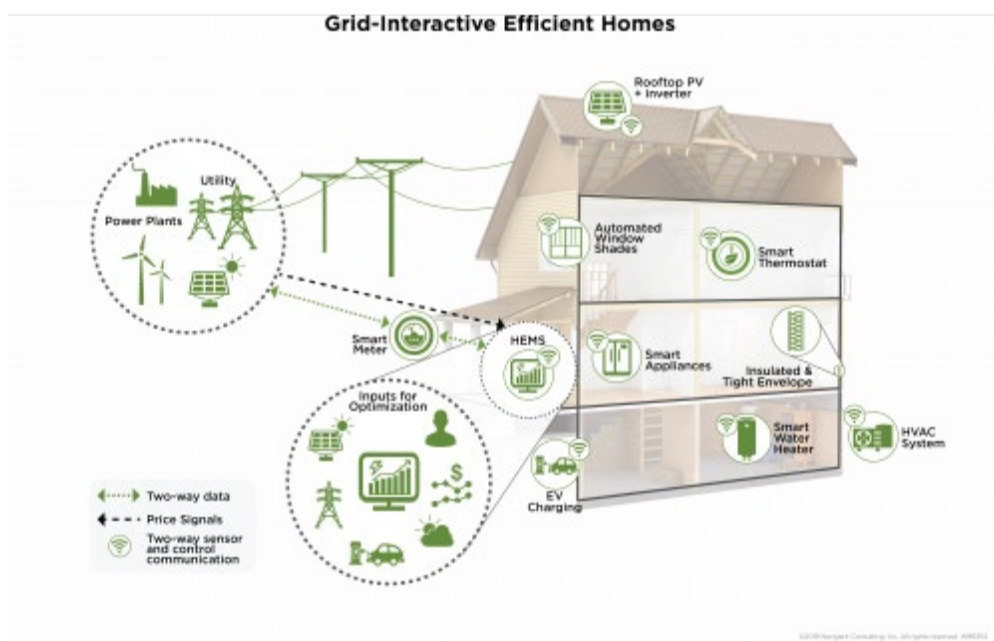 Grid-Interactive Efficient Homes
Rooftop PV
+ Inverter
Utility
Power Plants
Automated
Window
Shades
Smart
Thermostat
Smart
Meter
HEMS
Smart
Appliances
Insulated &
Tight Envelope
Inputs for
Optimization
Smart
Water
Heater
HVAC
System
EV
Charging
$
Two-way data
Price Signals
Two-way sensor
and control
communication